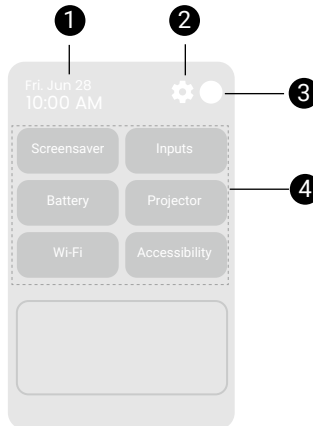 1
2
Fri. Jun 28
10:00 AM
3
Screensaver
Inputs
4
Battery
Projector
Wi-Fi
Accessibility